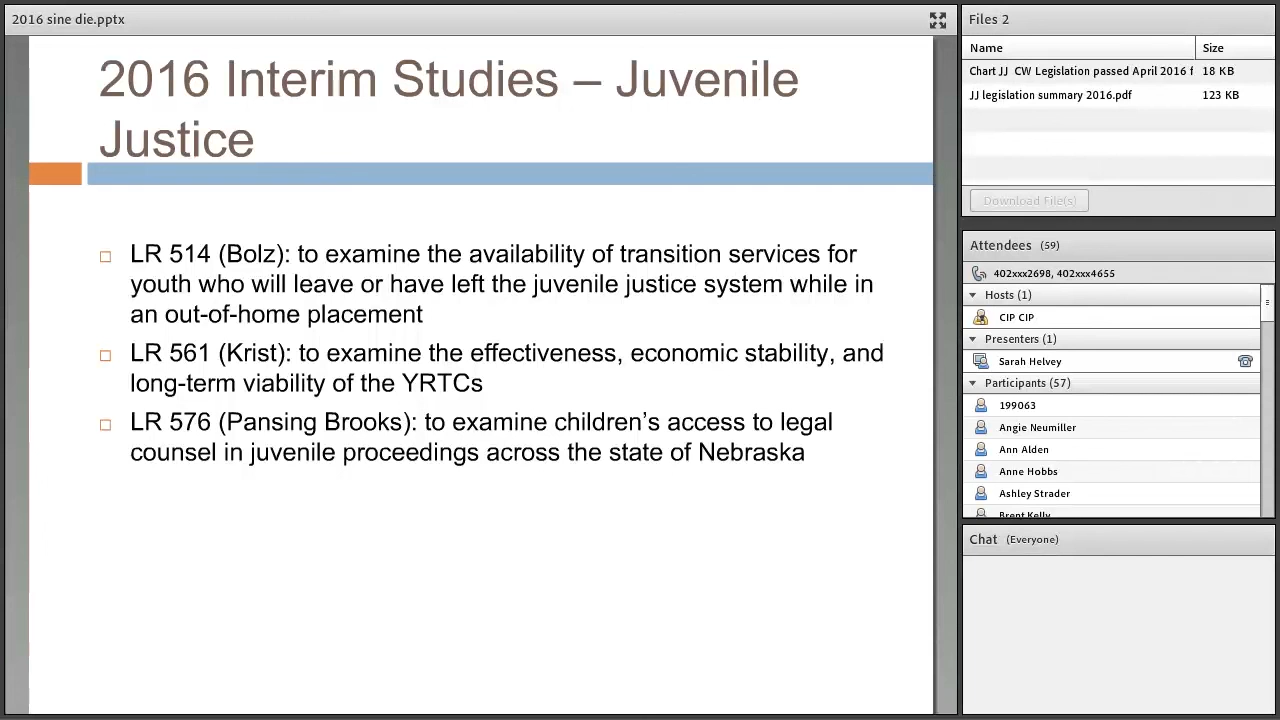 2016 sine die.pptx
2016 Interim Studies – Juvenile
Justice
LR 514 (Bolz): to examine the availability of transition services for
youth who will leave or have left the juvenile justice system while in
an out-of-home placement
LR 561 (Krist): to examine the effectiveness, economic stability, and
long-term viability of the YRTCs
LR 576 (Pansing Brooks): to examine children’s access to legal
counsel in juvenile proceedings across the state of Nebraska
Files 2
Name Size
Chart JJ CW Legislation passed April 2016 f 18 KB
JJ legislation summary 2016.pdf 123 KB
Download File(s)
Attendees (59)
402xxx2698, 402xxx4655
Hosts (1)
CIP CIP
Presenters (1)
Sarah Helvey
Participants (57)
199063
Angie Neumiller
Ann Alden
Anne Hobbs
Ashley Strader
Brent Kelly
Chat (Everyone)